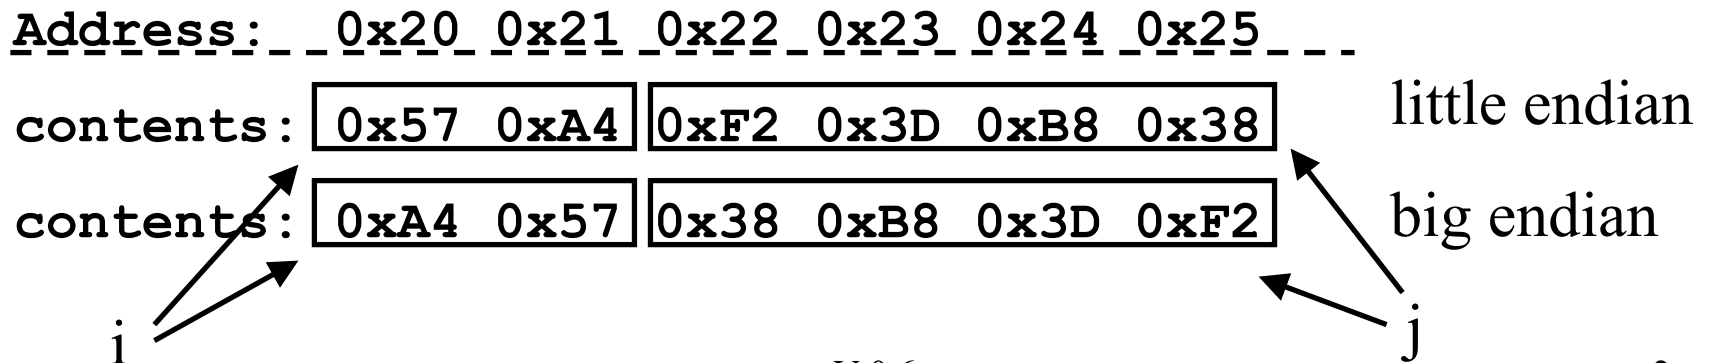 Address: 0x20 0x21 0x22 0x23 0x24 0x25
contents: 0x57 0xA4 0xF2 0x3D 0xB8 0x38 little endian
contents: 0xA4 0x57 0x38 0xB8 0x3D 0xF2 big endian
i j